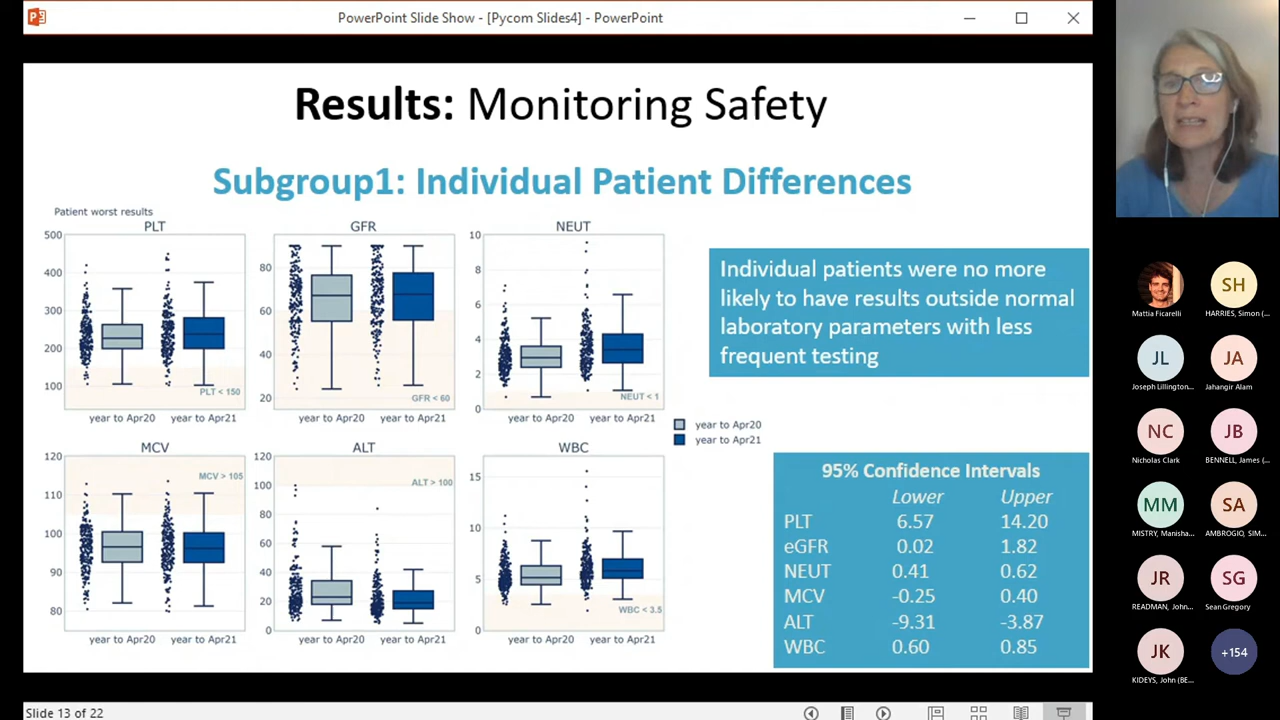 PowerPoint Slide Show - [Pycom Slides4] - PowerPoint
Results: Monitoring Safety
Subgroup1: Individual Patient Differences
Patient worst results
PLT
500
400
300
200
100
PLT < 150
year to Apr20 year to Apr21
GFR
80
60
40
20
GFR < 60
year to Apr20 year to Apr21
NEUT
10
8
6
4
2
0
NEUT < 1
year to Apr20 year to Apr21
year to Apr20
year to Apr21
MCV
120
110
100
90
80
MCV > 105
year to Apr20 year to Apr21
ALT
120
100
80
60
40
20
0
ALT > 100
year to Apr20 year to Apr21
WBC
15
10
5
0
WBC < 3.5
year to Apr20 year to Apr21
Individual patients were no more
likely to have results outside normal
laboratory parameters with less
frequent testing
95% Confidence Intervals
Lower Upper
PLT 6.57 14.20
eGFR 0.02 1.82
NEUT 0.41 0.62
MCV -0.25 0.40
ALT -9.31 -3.87
WBC 0.60 0.85
Slide 13 of 22
Mattia Ficarelli
SH
HARRIES, Simon (...
JL
Joseph Lillington...
JA
Jahangir Alam
NC
Nicholas Clark
JB
BENNELL, James (...
MM
MISTRY, Manisha...
SA
AMBROGIO, SIM...
JR
READMAN, John...
SG
Sean Gregory
JK
KIDEYS, John (BE...
+154